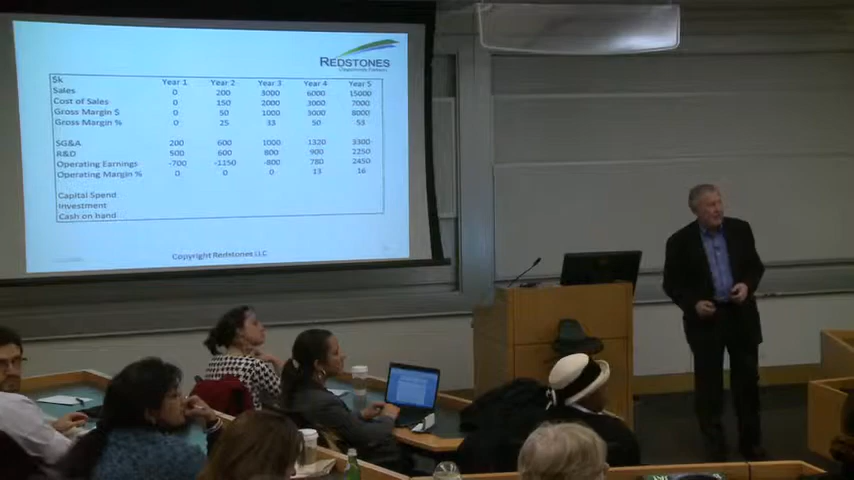 REDSTONES
$k Year 1 Year 2 Year 3 Year 4 Year 5
Sales 0 200 3000 6000 15000
Cost of Sales 0 150 2000 3000 7000
Gross Margin $ 0 50 1000 3000 8000
Gross Margin % 0 25 33 50 53
SG&A 200 600 1000 1320 3300
R&D 500 600 800 900 2250
Operating Earnings -700 -1150 -800 780 2450
Operating Margin % 0 0 0 13 16
Capital Spend
Investment
Cash on hand
Copyright Redstones LLC